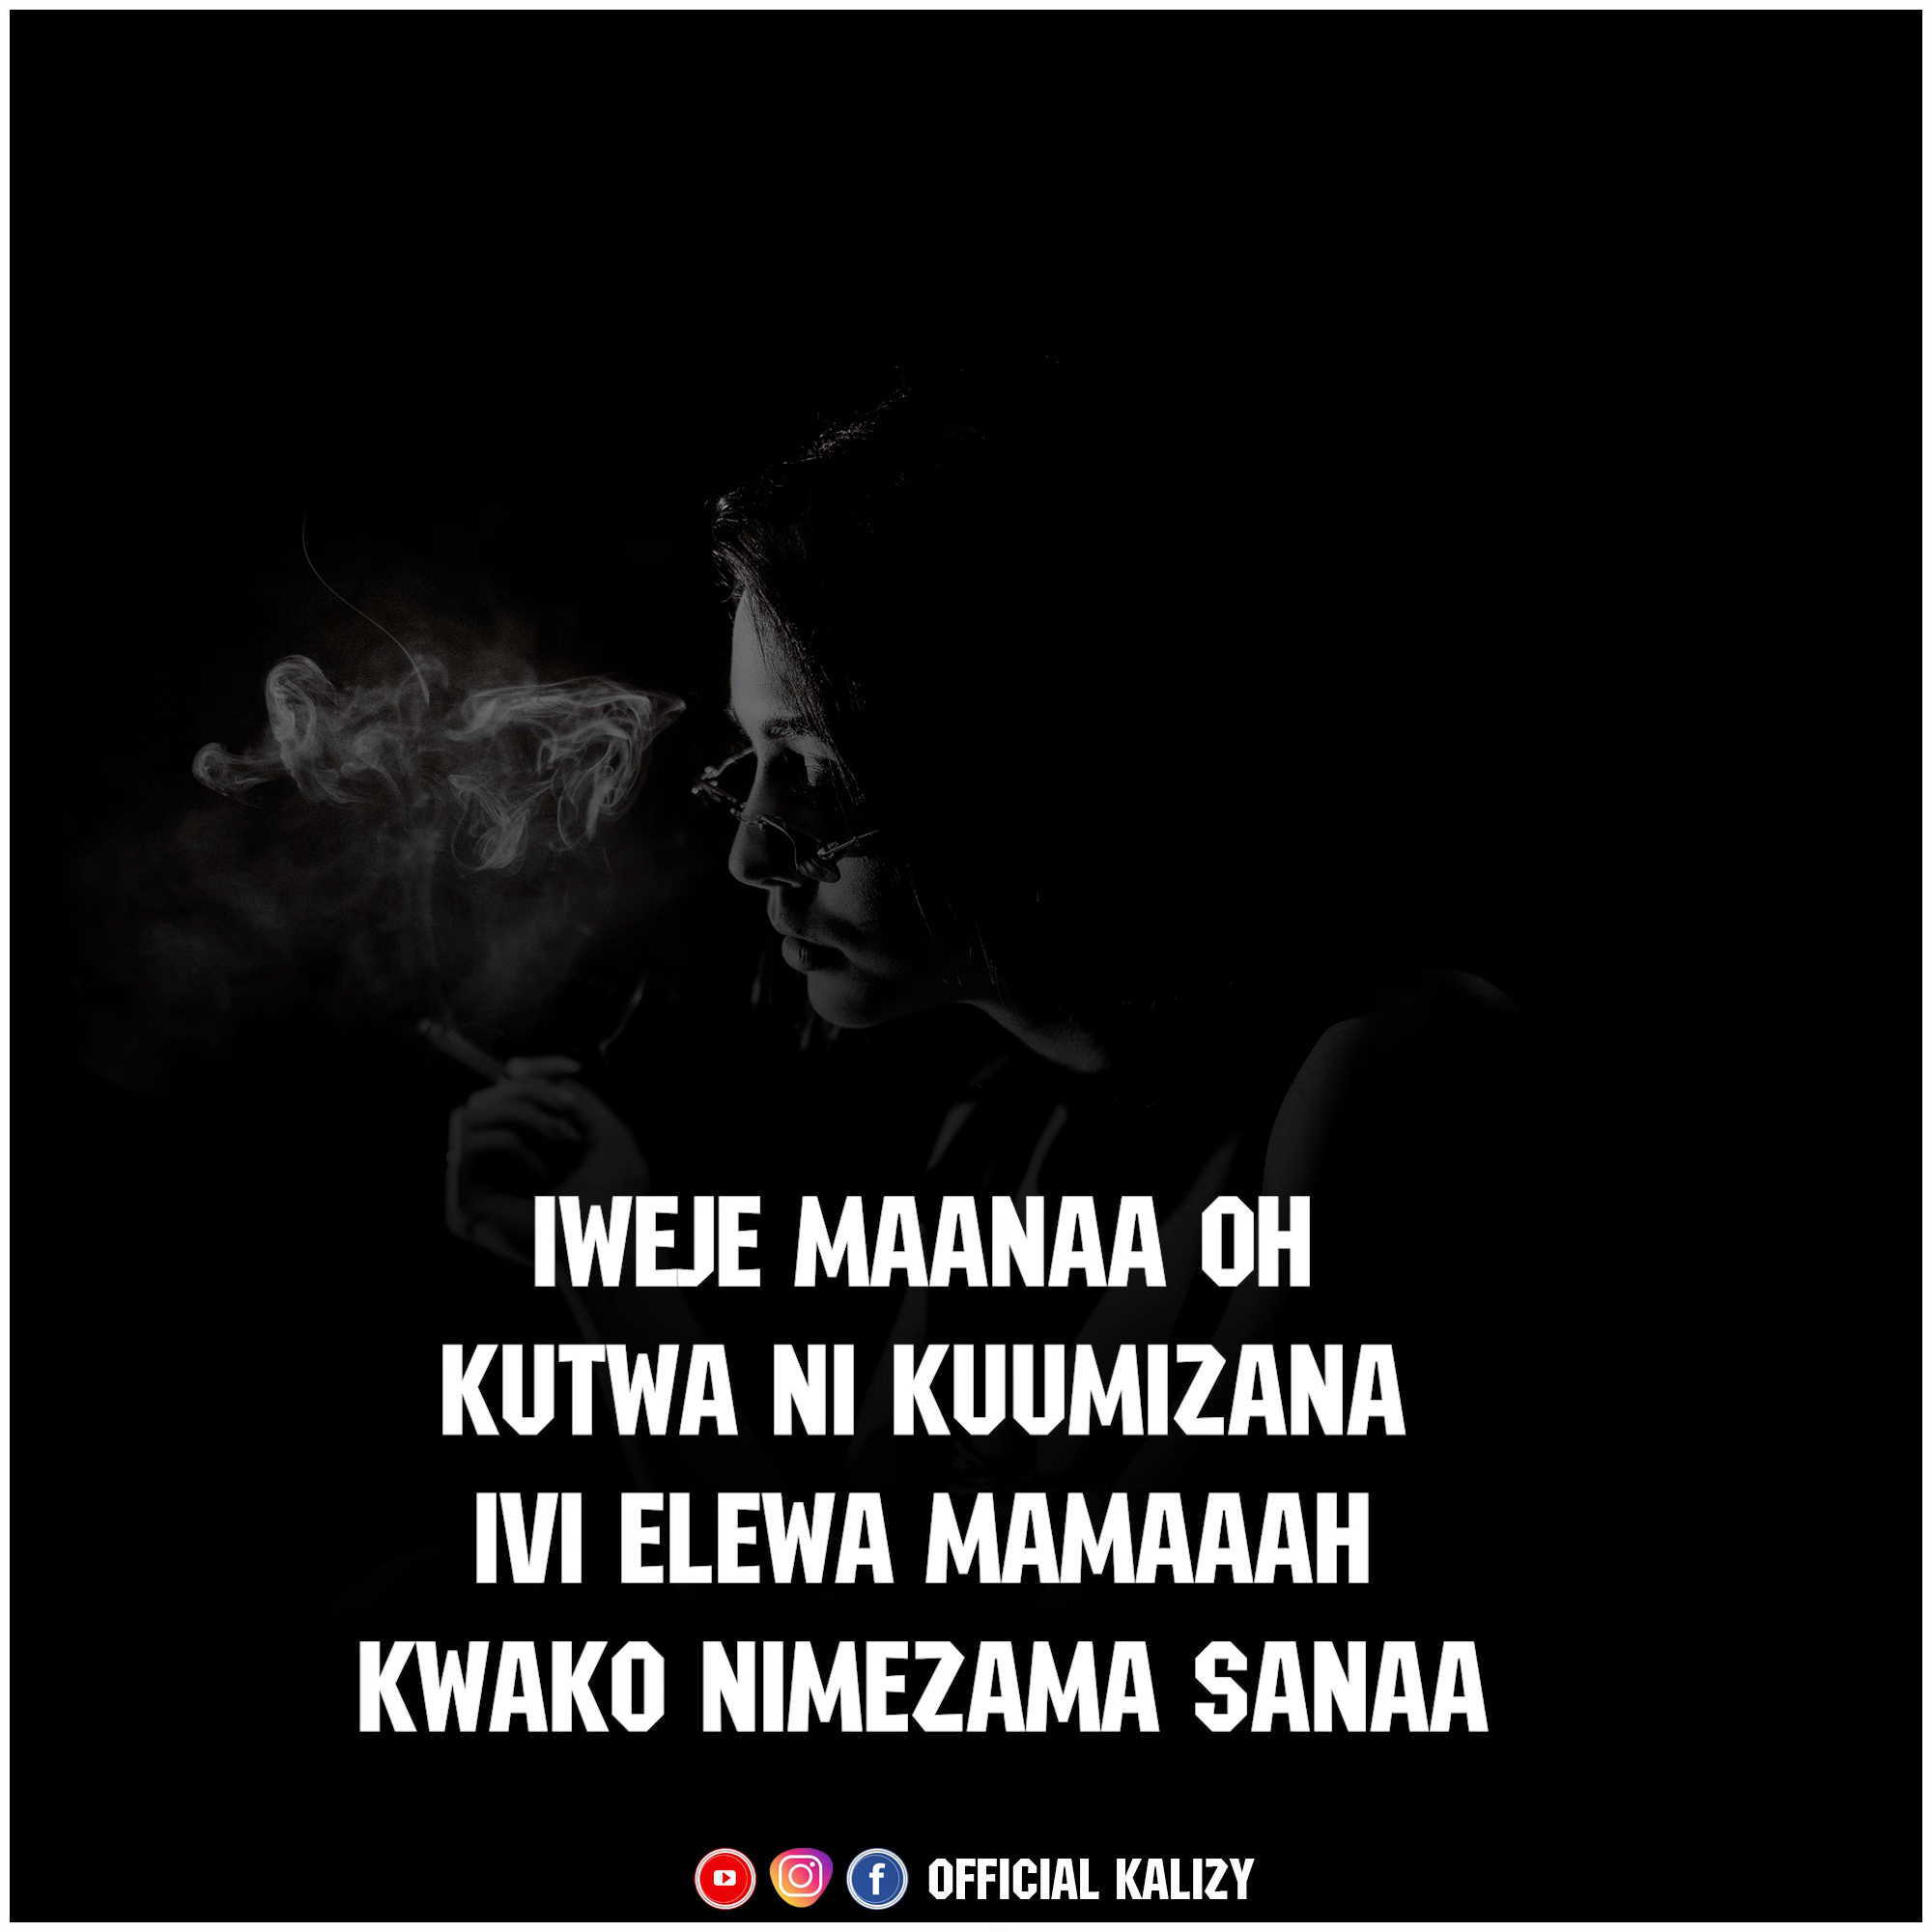 IWEJE MAANAA OH
KUTWA NI KUUMIZANA
IVI ELEWA MAMAAAH
KWAKO NIMEZAMA SANAA
OFFICIAL KALIZY